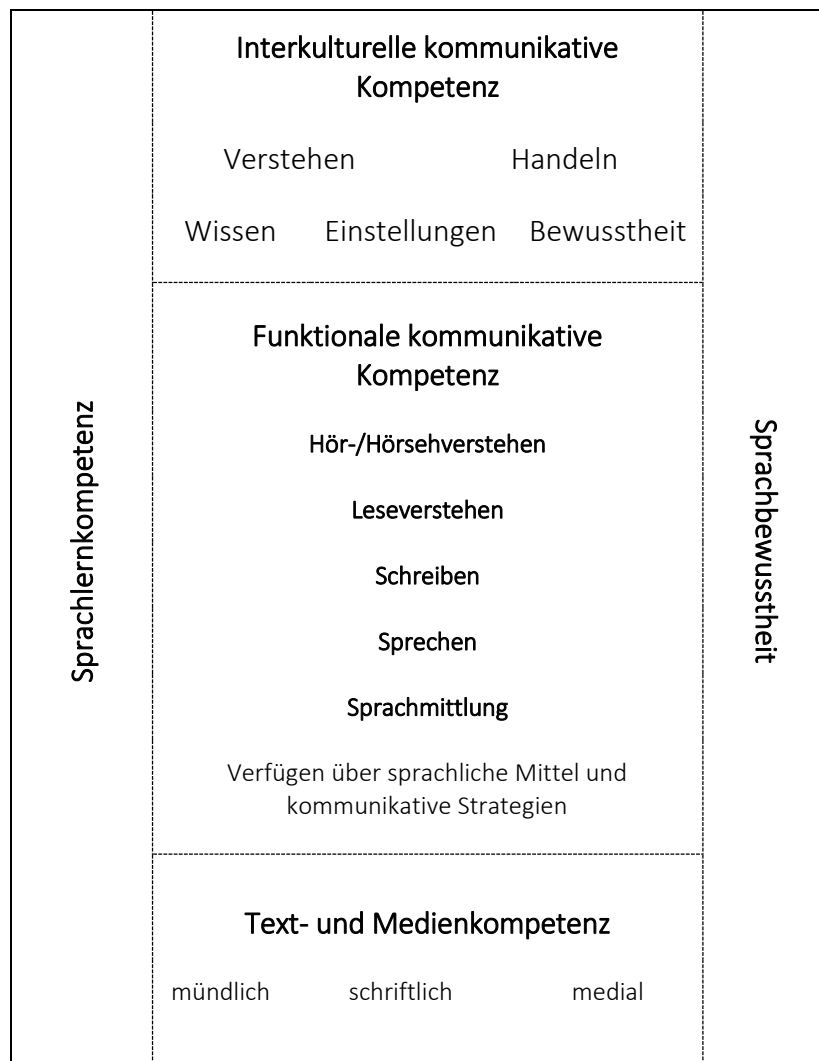 Interkulturelle kommunikative
Kompetenz
Verstehen Handeln
Wissen Einstellungen Bewusstheit
Funktionale kommunikative
Kompetenz
Hör-/Hörsehverstehen
Leseverstehen
Schreiben
Sprechen
Sprachmittlung
Verfügen über sprachliche Mittel und
kommunikative Strategien
Text- und Medienkompetenz
mündlich schriftlich medial
Sprachlernkompetenz
Sprachbewusstheit